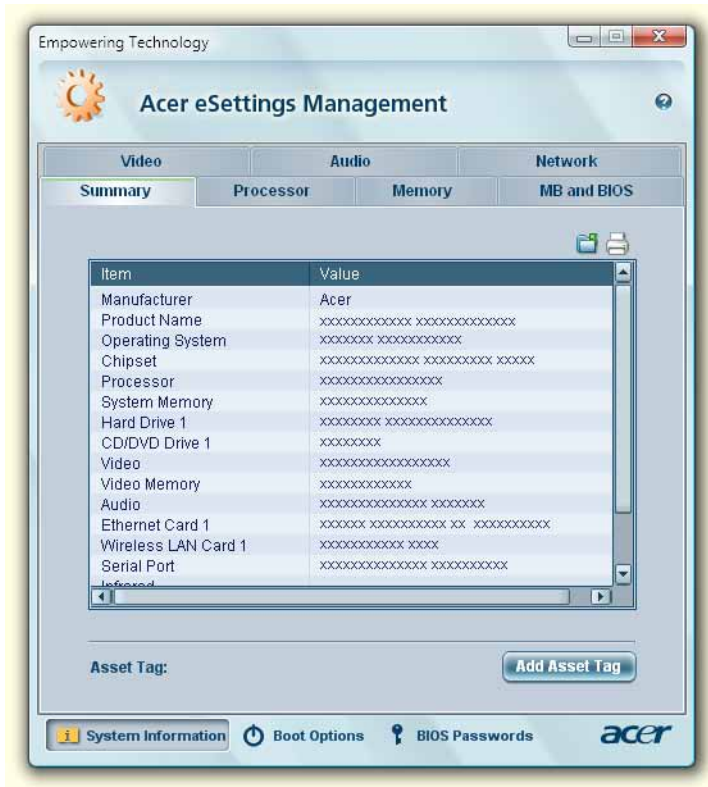 Empowering Technology
Acer eSettings Management
Video Audio Network
Summary Processor Memory MB and BIOS
Item Value
Manufacturer Acer
Product Name xxxxxxxxxxxx xxxxxxxxxxxxx
Operating System xxxxxxx xxxxxxxxxxx
Chipset xxxxxxxxxxxxx xxxxxxxxx xxxxx
Processor xxxxxxxxxxxxxxxx
System Memory xxxxxxxxxxxxxx
Hard Drive 1 xxxxxxxx xxxxxxxxxxxxxx
CD/DVD Drive 1 xxxxxxxx
Video xxxxxxxxxxxxxxxxx
Video Memory xxxxxxxxxxxx
Audio xxxxxxxxxxxxxx xxxxxxx
Ethernet Card 1 xxxxxx xxxxxxxxxx xx xxxxxxxxxx
Wireless LAN Card 1 xxxxxxxxxxx xxxx
Serial Port xxxxxxxxxxxxxx xxxxxxxxxx
Infrared
Asset Tag: Add Asset Tag
System Information Boot Options BIOS Passwords acer